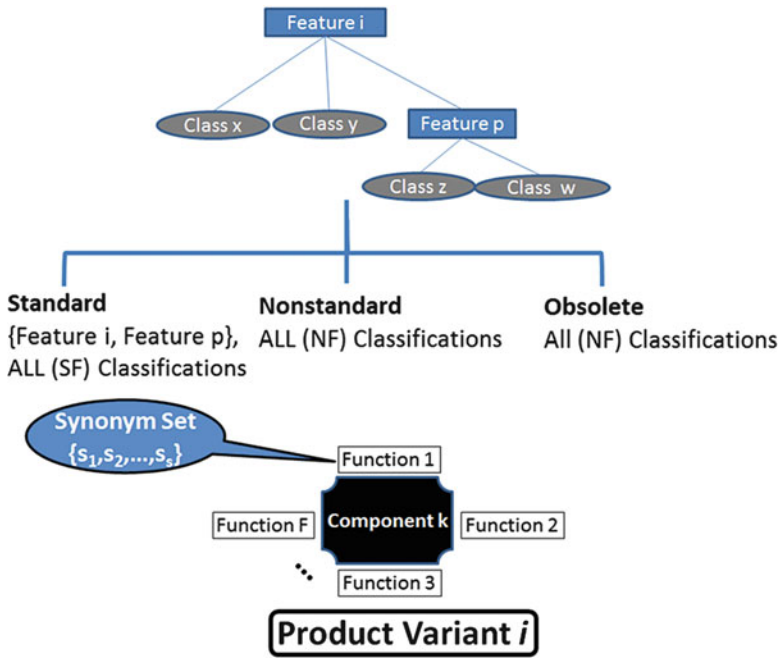 Feature i
Class x
Class y
Feature p
Class z
Class w
Standard
{Feature i, Feature p},
ALL (SF) Classifications
Nonstandard
ALL (NF) Classifications
Obsolete
All (NF) Classifications
Synonym Set
{s₁,s₂,...,sₛ}
Function 1
Function F
Component k
Function 2
Function 3
Product Variant i